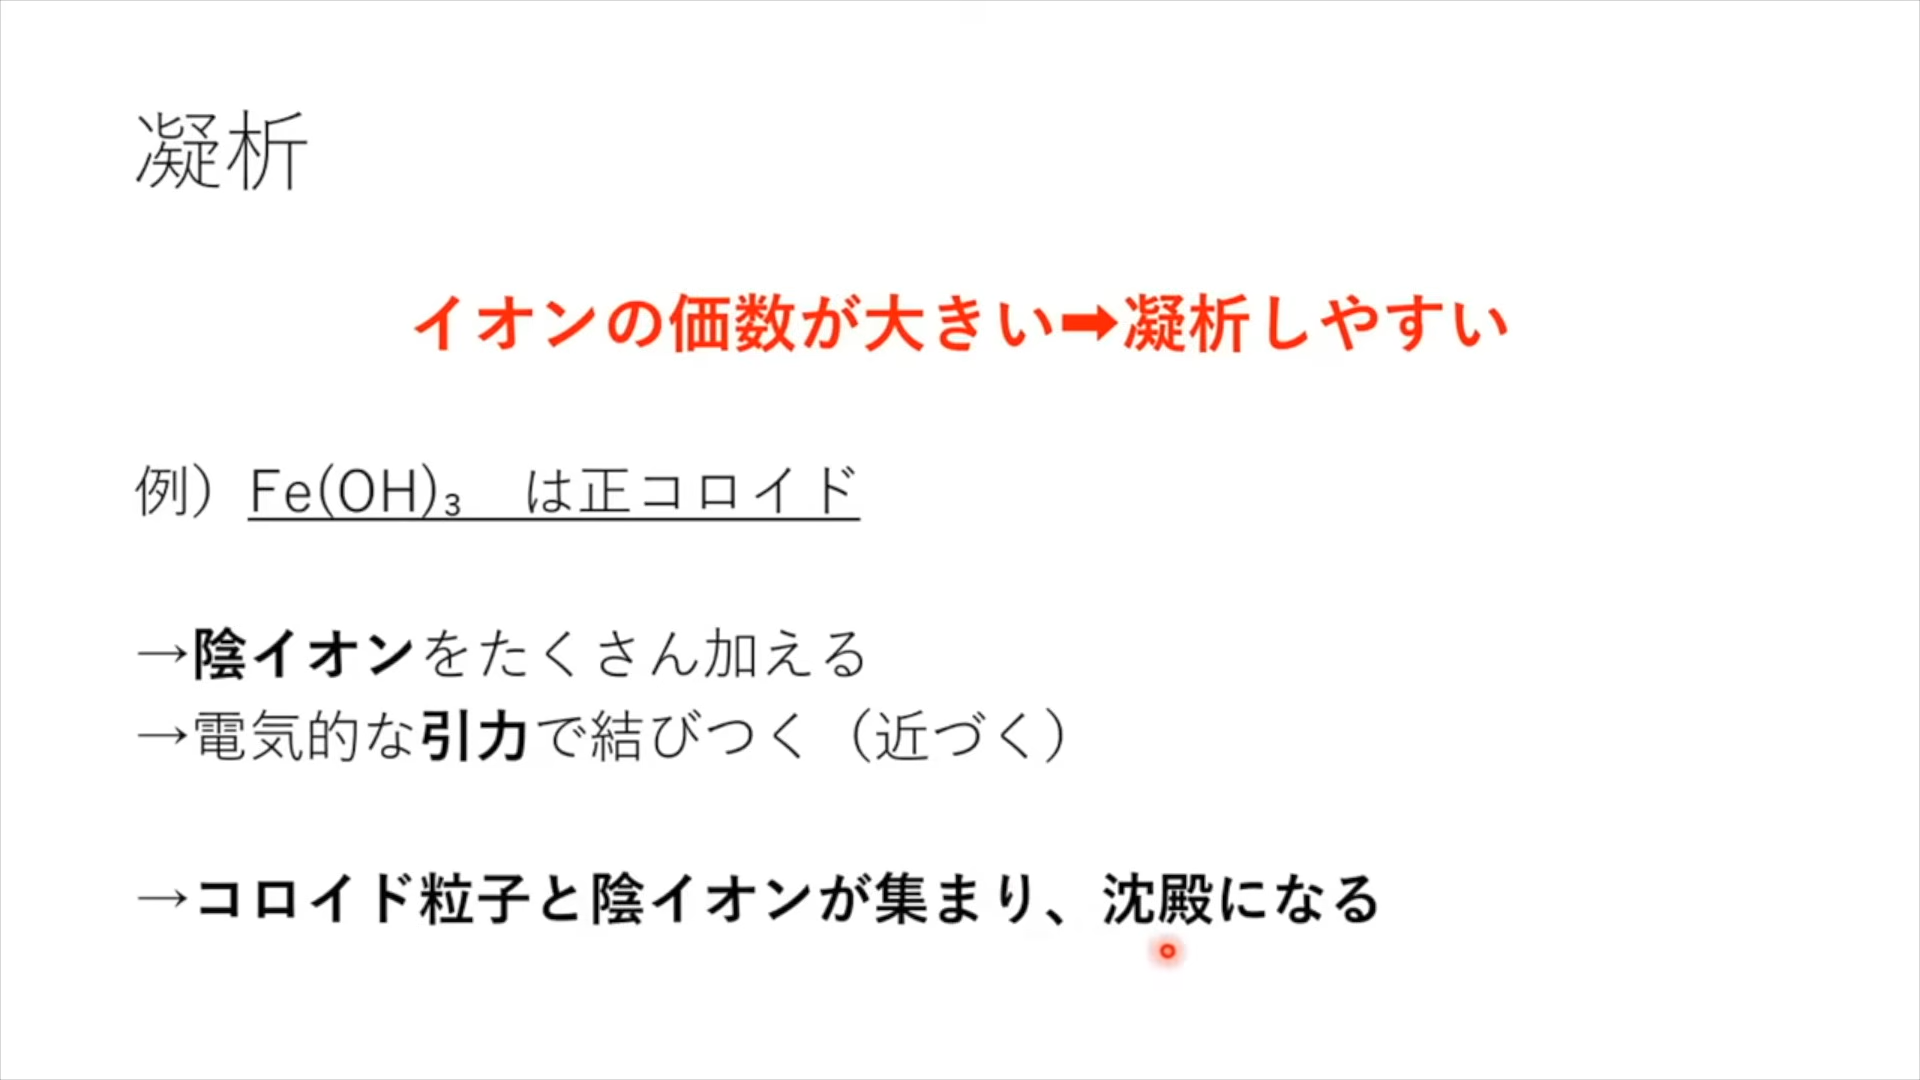 凝析
イオンの価数が大きい➡凝析しやすい
例）Fe(OH)₃　は正コロイド
→陰イオンをたくさん加える
→電気的な引力で結びつく（近づく）
→コロイド粒子と陰イオンが集まり、沈殿になる